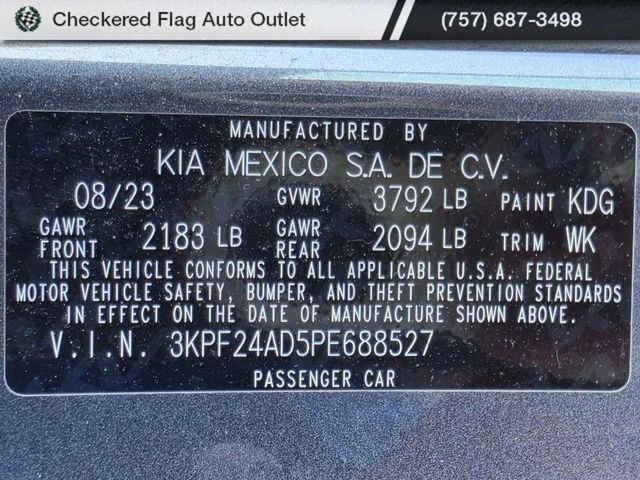 Checkered Flag Auto Outlet (757) 687-3498
MANUFACTURED BY
KIA MEXICO S.A. DE C.V.
08/23 GVWR 3792 LB PAINT KDG
GAWR FRONT 2183 LB GAWR REAR 2094 LB TRIM WK
THIS VEHICLE CONFORMS TO ALL APPLICABLE U.S.A. FEDERAL
MOTOR VEHICLE SAFETY, BUMPER, AND THEFT PREVENTION STANDARDS
IN EFFECT ON THE DATE OF MANUFACTURE SHOWN ABOVE.
V.I.N. 3KPF24AD5PE688527
PASSENGER CAR